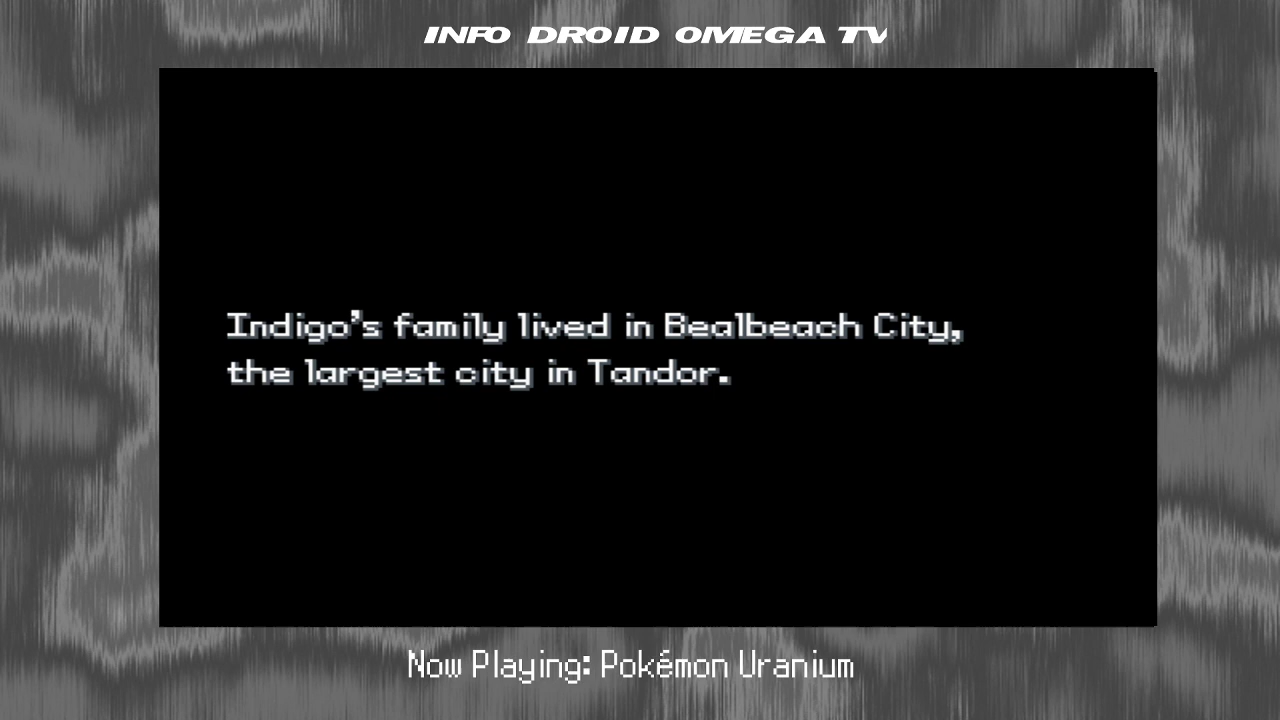 INFO DROID OMEGA TV
Indigo's family lived in Bealbeach City,
the largest city in Tandor.
Now Playing: Pokémon Uranium